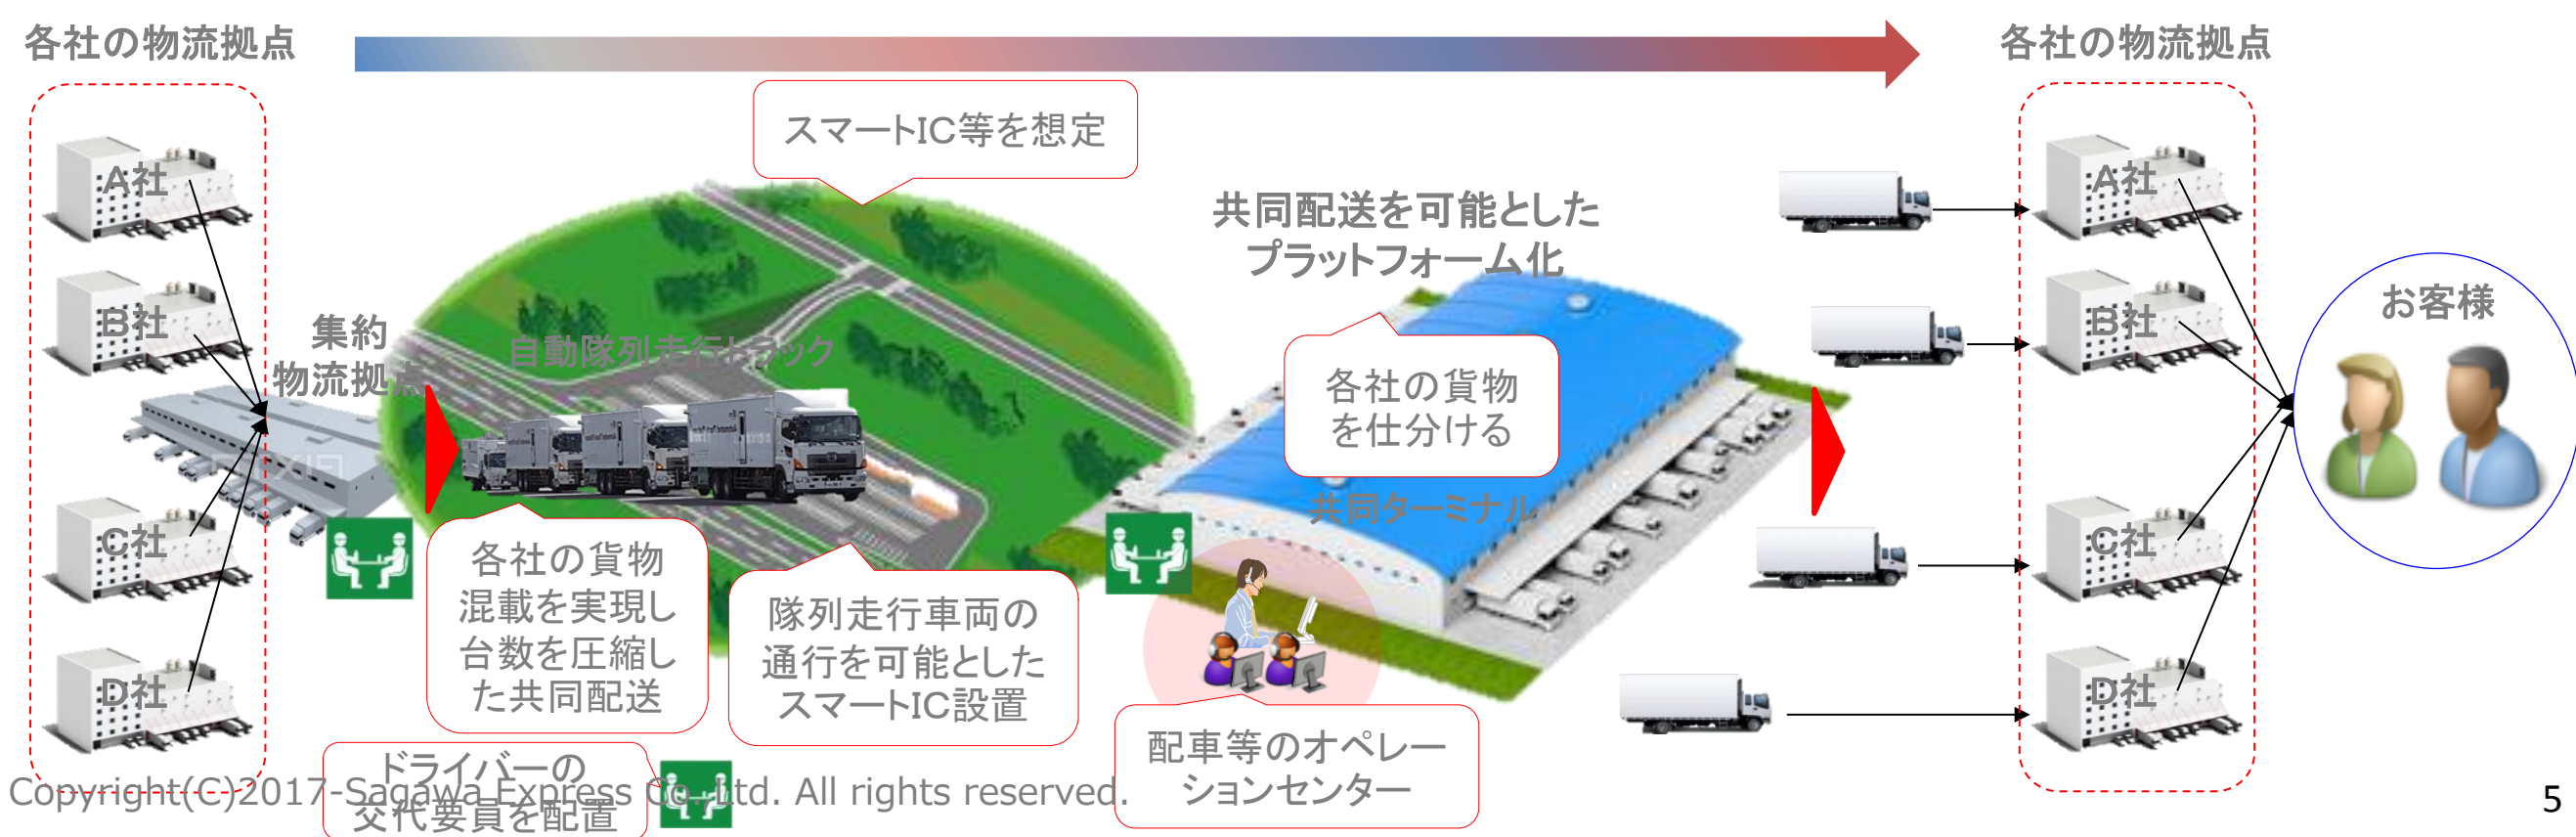 各社の物流拠点
各社の物流拠点
スマートIC等を想定
A社
B社
C社
D社
集約
物流拠点
自動隊列走行トラック
共同配送を可能とした
プラットフォーム化
各社の貨物
を仕分ける
共同ターミナル
各社の貨物
混載を実現し
台数を圧縮し
た共同配送
隊列走行車両の
通行を可能とした
スマートIC設置
配車等のオペレー
ションセンター
ドライバーの
交代要員を配置
A社
B社
C社
D社
お客様
Copyright(C)2017-Sagawa Express Co.,Ltd. All rights reserved.
5